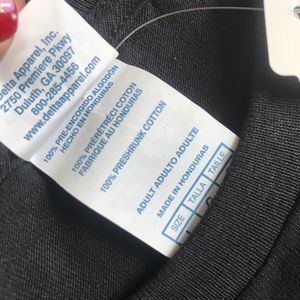 Delta Apparel, Inc.
2750 Premiere Pkwy
Duluth, GA 30097
800-285-4456
www.deltaapparel.com
100% PRE-ENCOGIDO ALGODÓN
HECHO EN HONDURAS
100% PRÉRÉTRÉCI COTON
FABRIQUÉ AU HONDURAS
100% PRESHRUNK COTTON
ADULT ADULTO ADULTE
MADE IN HONDURAS
SIZE TALLA TAILLE